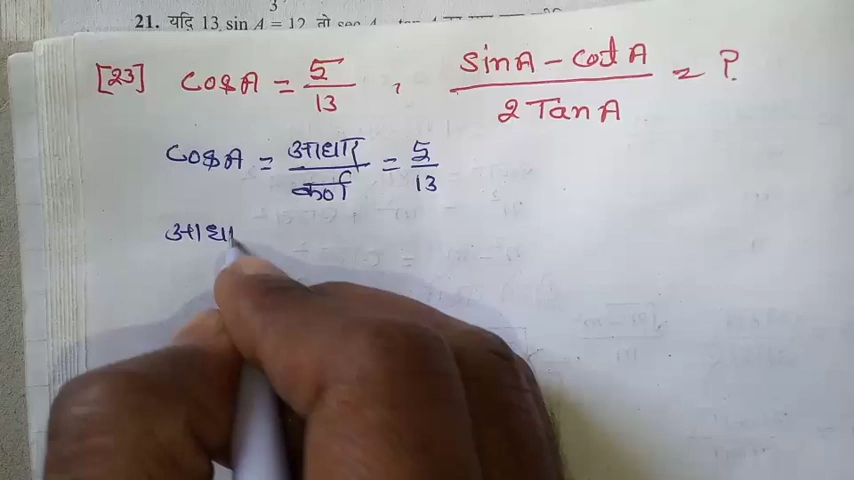 21. यदि 13 sin A = 12 तो sec A
[23] cosA = 5/13 , (sinA - cotA)/(2 TanA) = ?
cosA = आधार/कर्ण = 5/13
आधा